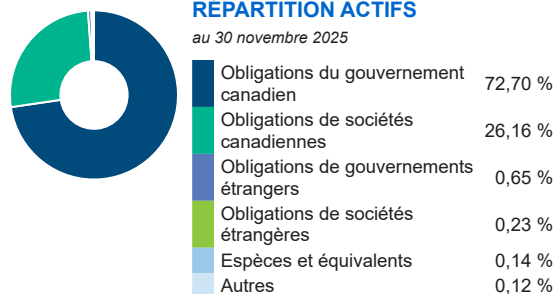 RÉPARTITION ACTIFS
au 30 novembre 2025
Obligations du gouvernement
canadien 72,70 %
Obligations de sociétés
canadiennes 26,16 %
Obligations de gouvernements
étrangers 0,65 %
Obligations de sociétés
étrangères 0,23 %
Espèces et équivalents 0,14 %
Autres 0,12 %